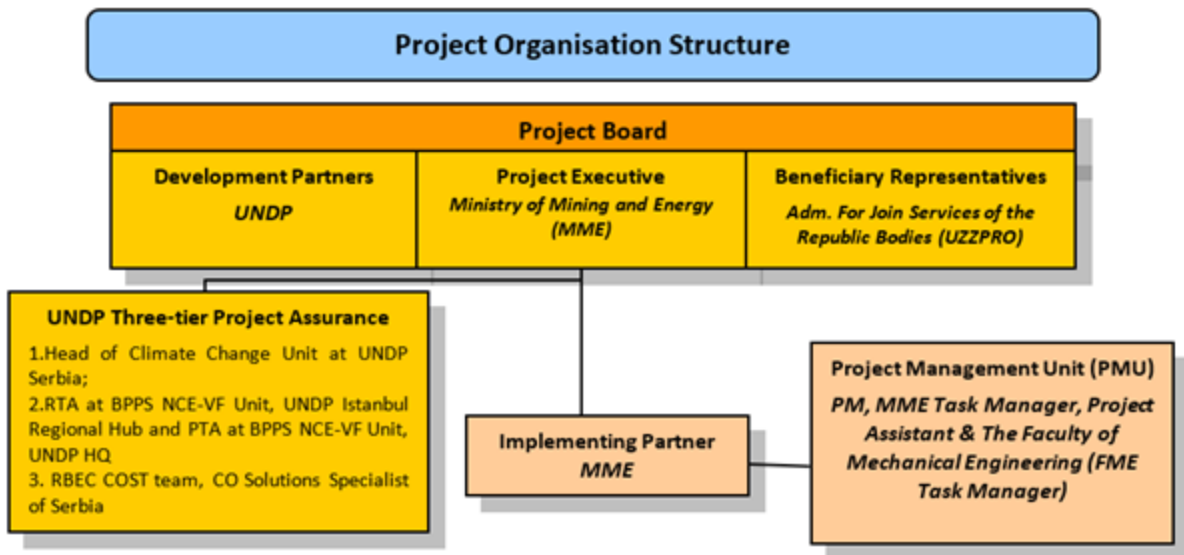 Project Organisation Structure
Project Board
Development Partners
UNDP
Project Executive
Ministry of Mining and Energy
(MME)
Beneficiary Representatives
Adm. For Join Services of the
Republic Bodies (UZZPRO)
UNDP Three-tier Project Assurance
1.Head of Climate Change Unit at UNDP
Serbia;
2.RTA at BPPS NCE-VF Unit, UNDP Istanbul
Regional Hub and PTA at BPPS NCE-VF Unit,
UNDP HQ
3. RBEC COST team, CO Solutions Specialist
of Serbia
Implementing Partner
MME
Project Management Unit (PMU)
PM, MME Task Manager, Project
Assistant & The Faculty of
Mechanical Engineering (FME
Task Manager)